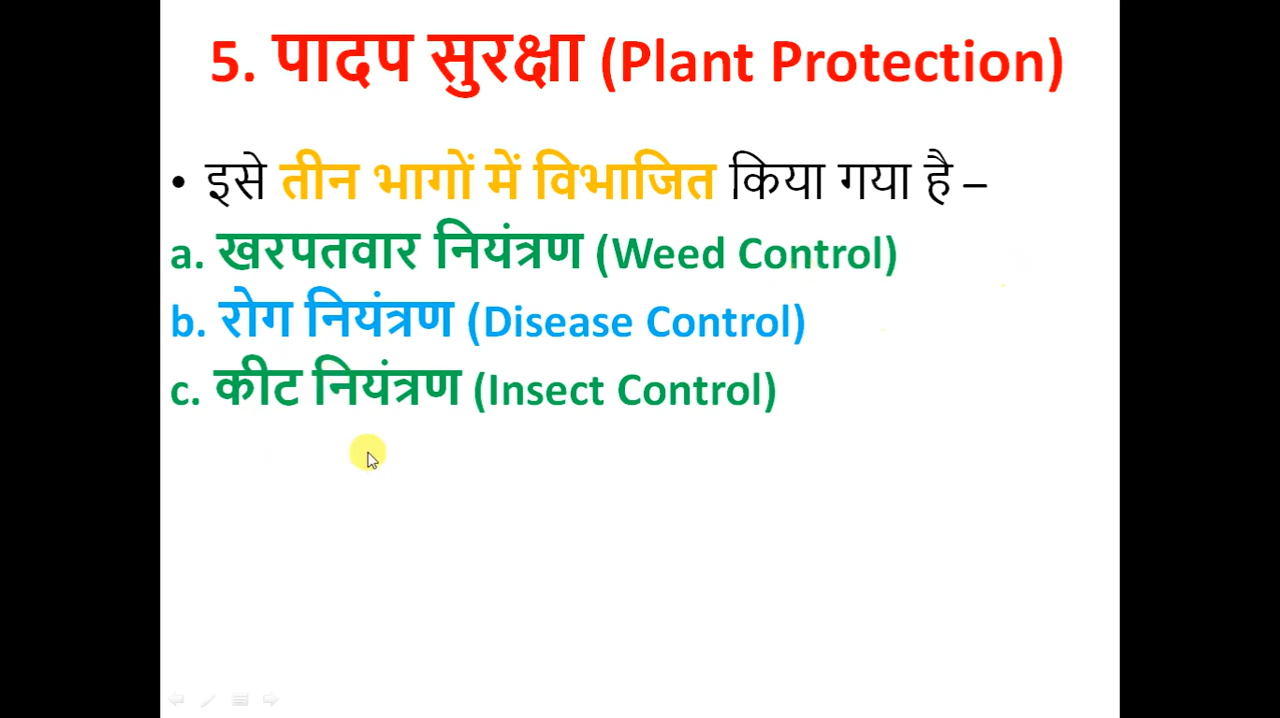 5. पादप सुरक्षा (Plant Protection)
• इसे तीन भागों में विभाजित किया गया है –
a. खरपतवार नियंत्रण (Weed Control)
b. रोग नियंत्रण (Disease Control)
c. कीट नियंत्रण (Insect Control)